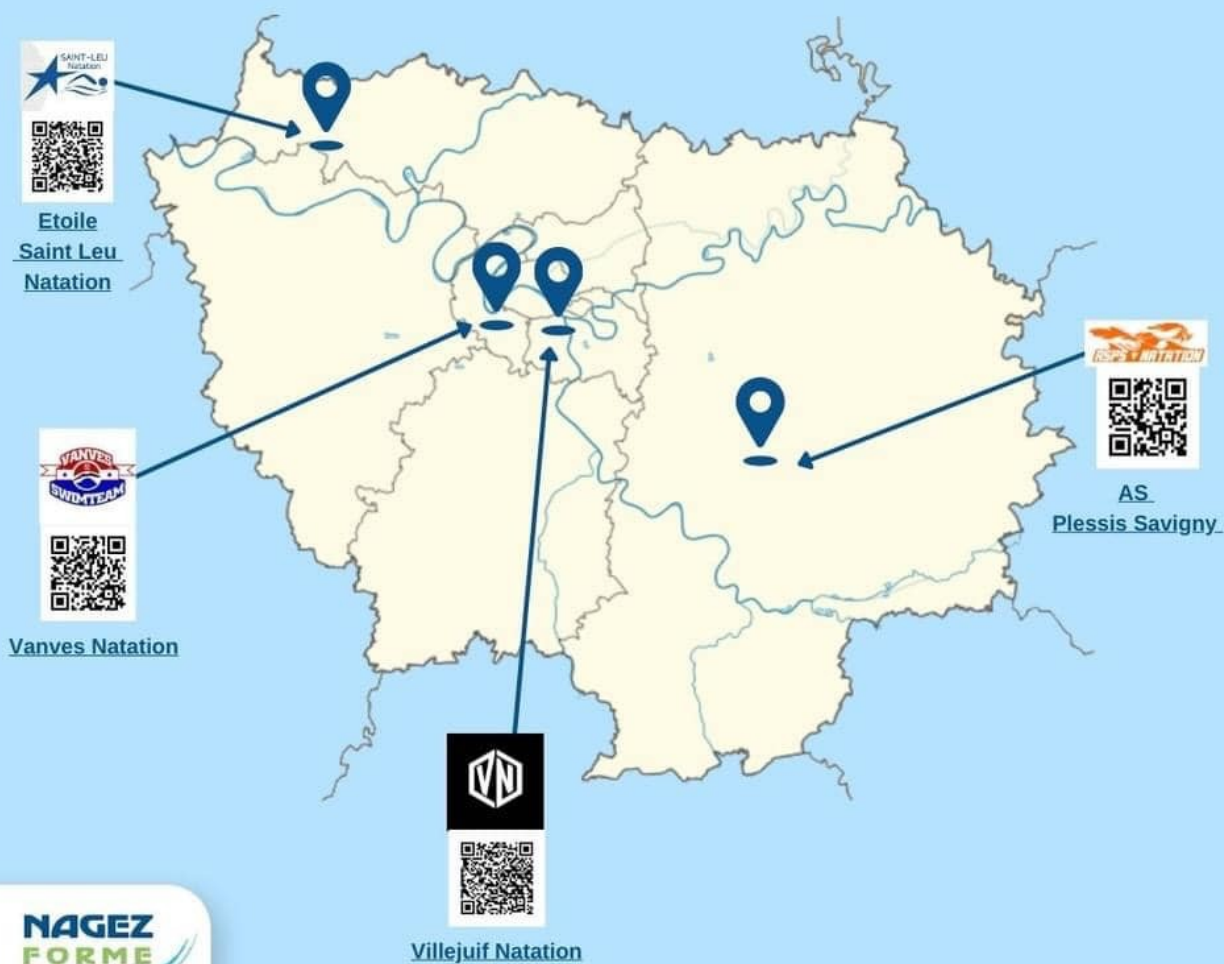 SAINT-LEU
Natation
Etoile
Saint Leu
Natation
VANVES
SWIMTEAM
Vanves Natation
ASPS NATATION
AS
Plessis Savigny
VN
Villejuif Natation
NAGEZ
FORME